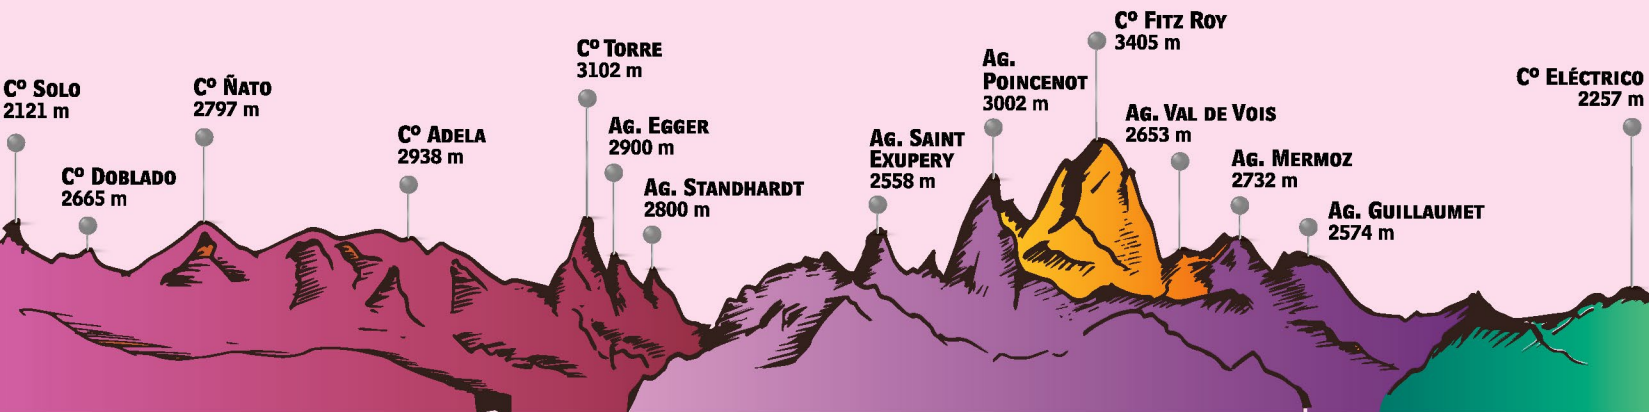 Cº Solo
2121 m
Cº Doblado
2665 m
Cº Ñato
2797 m
Cº Adela
2938 m
Cº Torre
3102 m
Ag. Egger
2900 m
Ag. Standhardt
2800 m
Ag. Saint
Exupery
2558 m
Ag.
Poincenot
3002 m
Cº Fitz Roy
3405 m
Ag. Val de Vois
2653 m
Ag. Mermoz
2732 m
Ag. Guillaumet
2574 m
Cº Eléctrico
2257 m